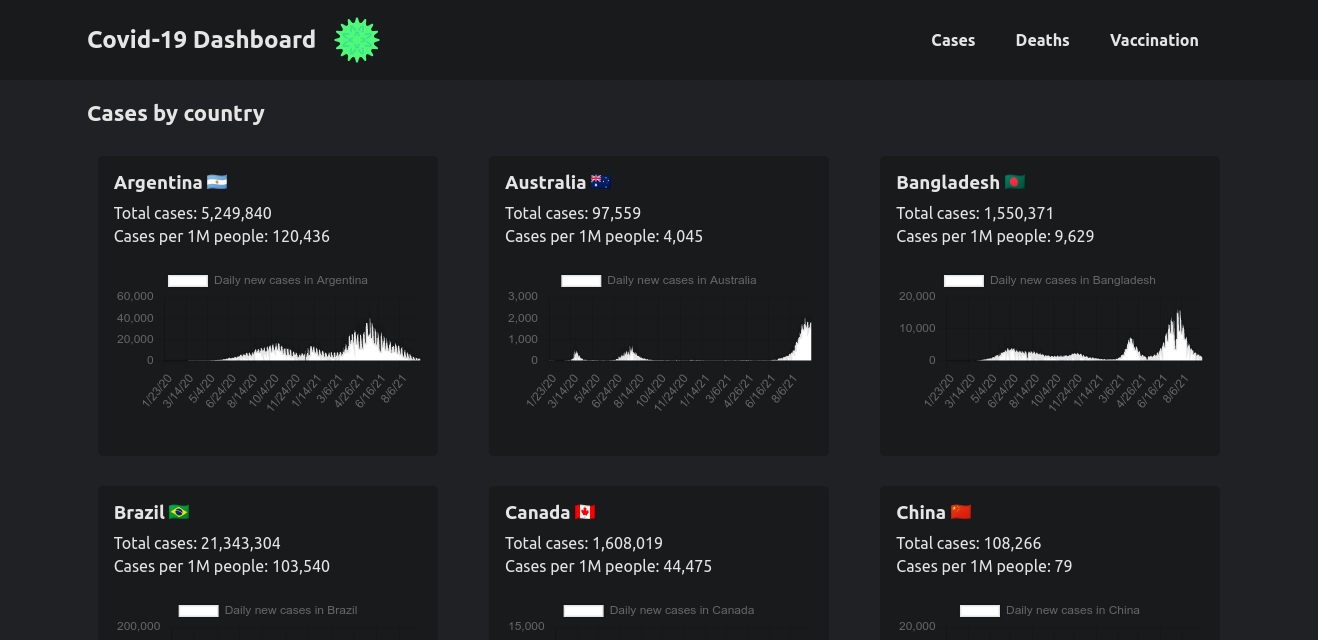 Covid-19 Dashboard
Cases Deaths Vaccination
Cases by country
Argentina
Total cases: 5,249,840
Cases per 1M people: 120,436
Daily new cases in Argentina
60,000
40,000
20,000
0
1/23/20 3/14/20 5/4/20 6/24/20 8/14/20 10/4/20 11/24/20 1/14/21 3/6/21 4/26/21 6/16/21 8/6/21
Australia
Total cases: 97,559
Cases per 1M people: 4,045
Daily new cases in Australia
3,000
2,000
1,000
0
1/23/20 3/14/20 5/4/20 6/24/20 8/14/20 10/4/20 11/24/20 1/14/21 3/6/21 4/26/21 6/16/21 8/6/21
Bangladesh
Total cases: 1,550,371
Cases per 1M people: 9,629
Daily new cases in Bangladesh
20,000
10,000
0
1/23/20 3/14/20 5/4/20 6/24/20 8/14/20 10/4/20 11/24/20 1/14/21 3/6/21 4/26/21 6/16/21 8/6/21
Brazil
Total cases: 21,343,304
Cases per 1M people: 103,540
Daily new cases in Brazil
200,000
Canada
Total cases: 1,608,019
Cases per 1M people: 44,475
Daily new cases in Canada
15,000
China
Total cases: 108,266
Cases per 1M people: 79
Daily new cases in China
20,000